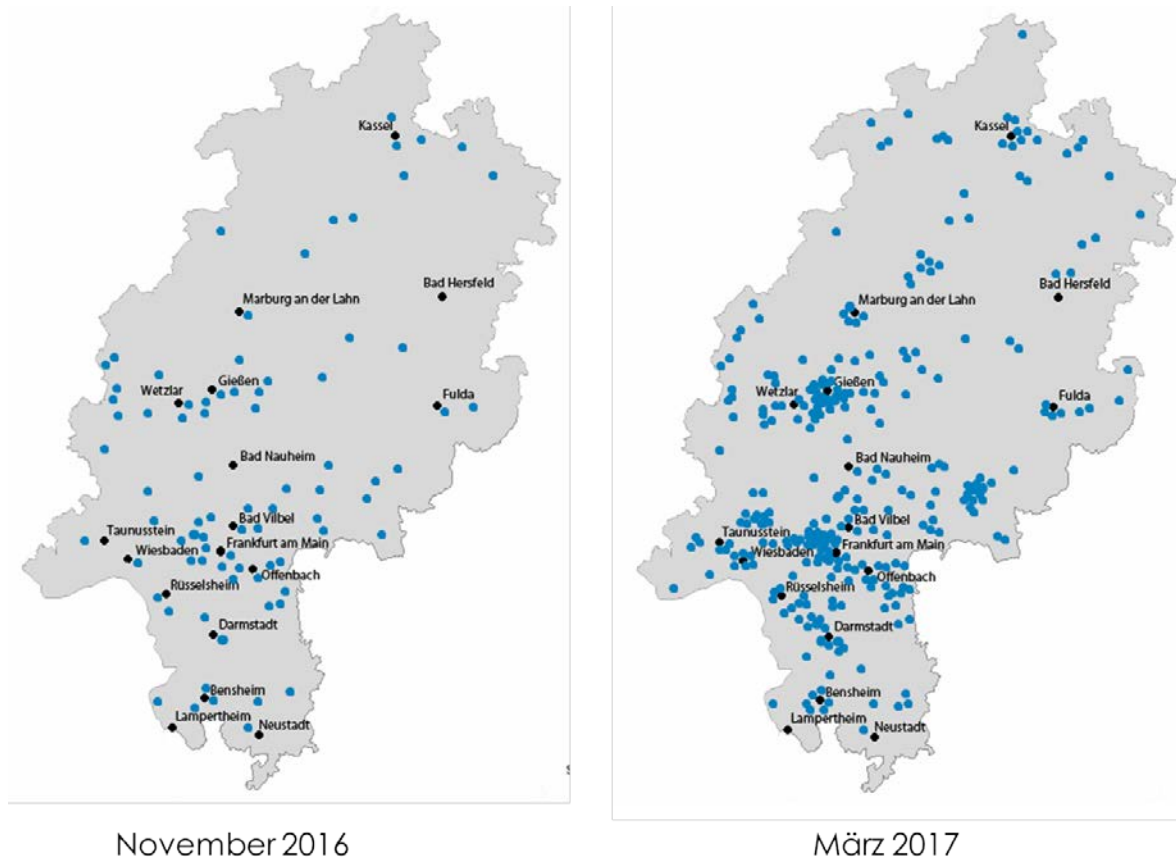 Kassel
Bad Hersfeld
Marburg an der Lahn
Gießen
Wetzlar
Fulda
Bad Nauheim
Bad Vilbel
Taunusstein
Frankfurt am Main
Wiesbaden
Offenbach
Rüsselsheim
Darmstadt
Bensheim
Lampertheim
Neustadt
November 2016
Kassel
Bad Hersfeld
Marburg an der Lahn
Gießen
Wetzlar
Fulda
Bad Nauheim
Bad Vilbel
Taunusstein
Frankfurt am Main
Wiesbaden
Offenbach
Rüsselsheim
Darmstadt
Bensheim
Lampertheim
Neustadt
März 2017